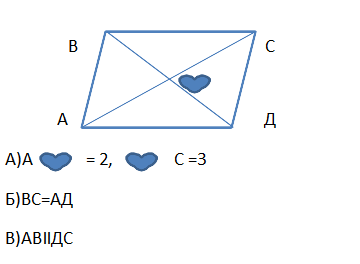 В С
А Д
А)А = 2, С =3
Б)ВС=АД
В)АВIIДС